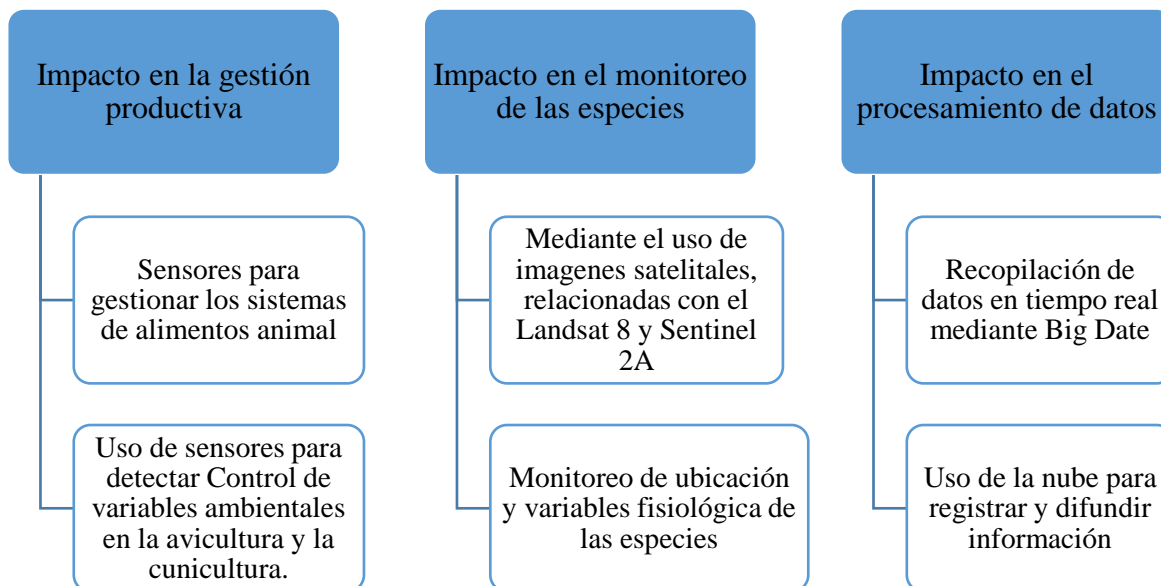 Impacto en la gestión
productiva
Sensores para
gestionar los sistemas
de alimentos animal
Uso de sensores para
detectar Control de
variables ambientales
en la avicultura y la
cunicultura.
Impacto en el monitoreo
de las especies
Mediante el uso de
imagenes satelitales,
relacionadas con el
Landsat 8 y Sentinel
2A
Monitoreo de ubicación
y variables fisiológica de
las especies
Impacto en el
procesamiento de datos
Recopilación de
datos en tiempo real
mediante Big Date
Uso de la nube para
registrar y difundir
información